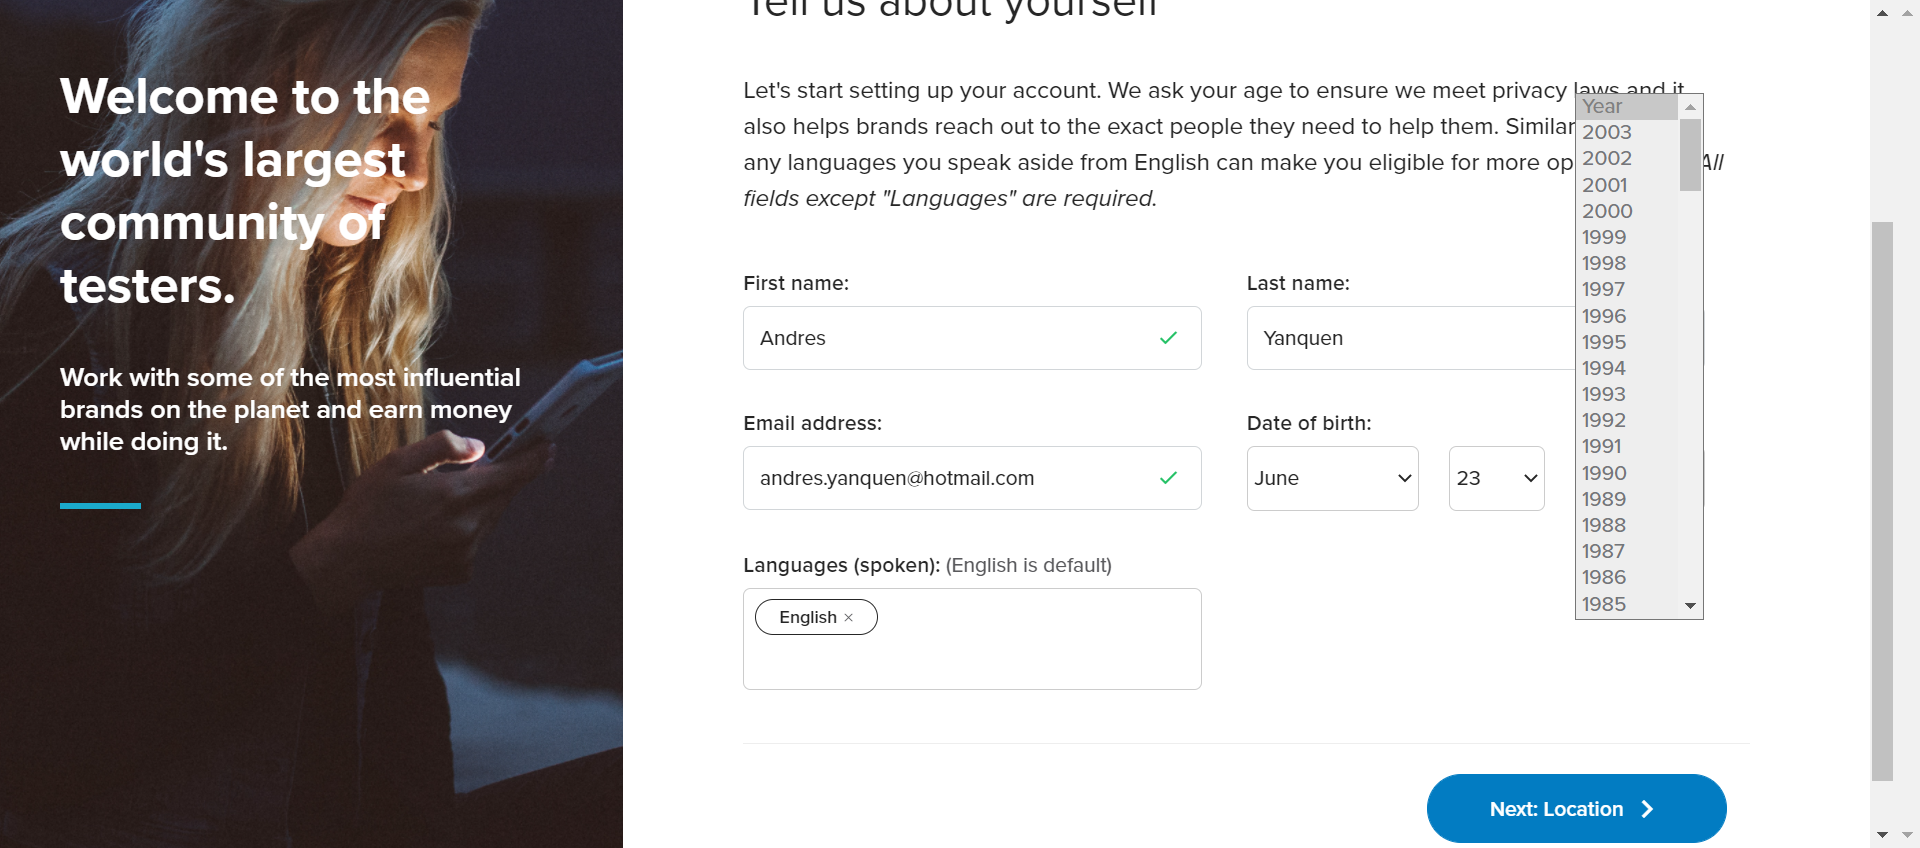 Welcome to the
world's largest
community of
testers.
Work with some of the most influential
brands on the planet and earn money
while doing it.
Tell us about yourself
Let's start setting up your account. We ask your age to ensure we meet privacy laws and it
also helps brands reach out to the exact people they need to help them. Similar
any languages you speak aside from English can make you eligible for more op All
fields except "Languages" are required.
First name:
Last name:
Andres
Yanquen
Email address:
Date of birth:
andres.yanquen@hotmail.com
June
23
Year
2003
2002
2001
2000
1999
1998
1997
1996
1995
1994
1993
1992
1991
1990
1989
1988
1987
1986
1985
Languages (spoken): (English is default)
English ×
Next: Location